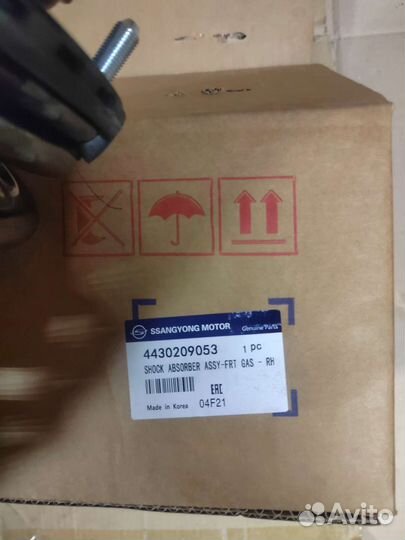 SSANGYONG MOTOR Genuine Parts
4430209053 1 pc
SHOCK ABSORBER ASSY-FRT GAS - RH
EAC
Made in Korea 04F21
Avito